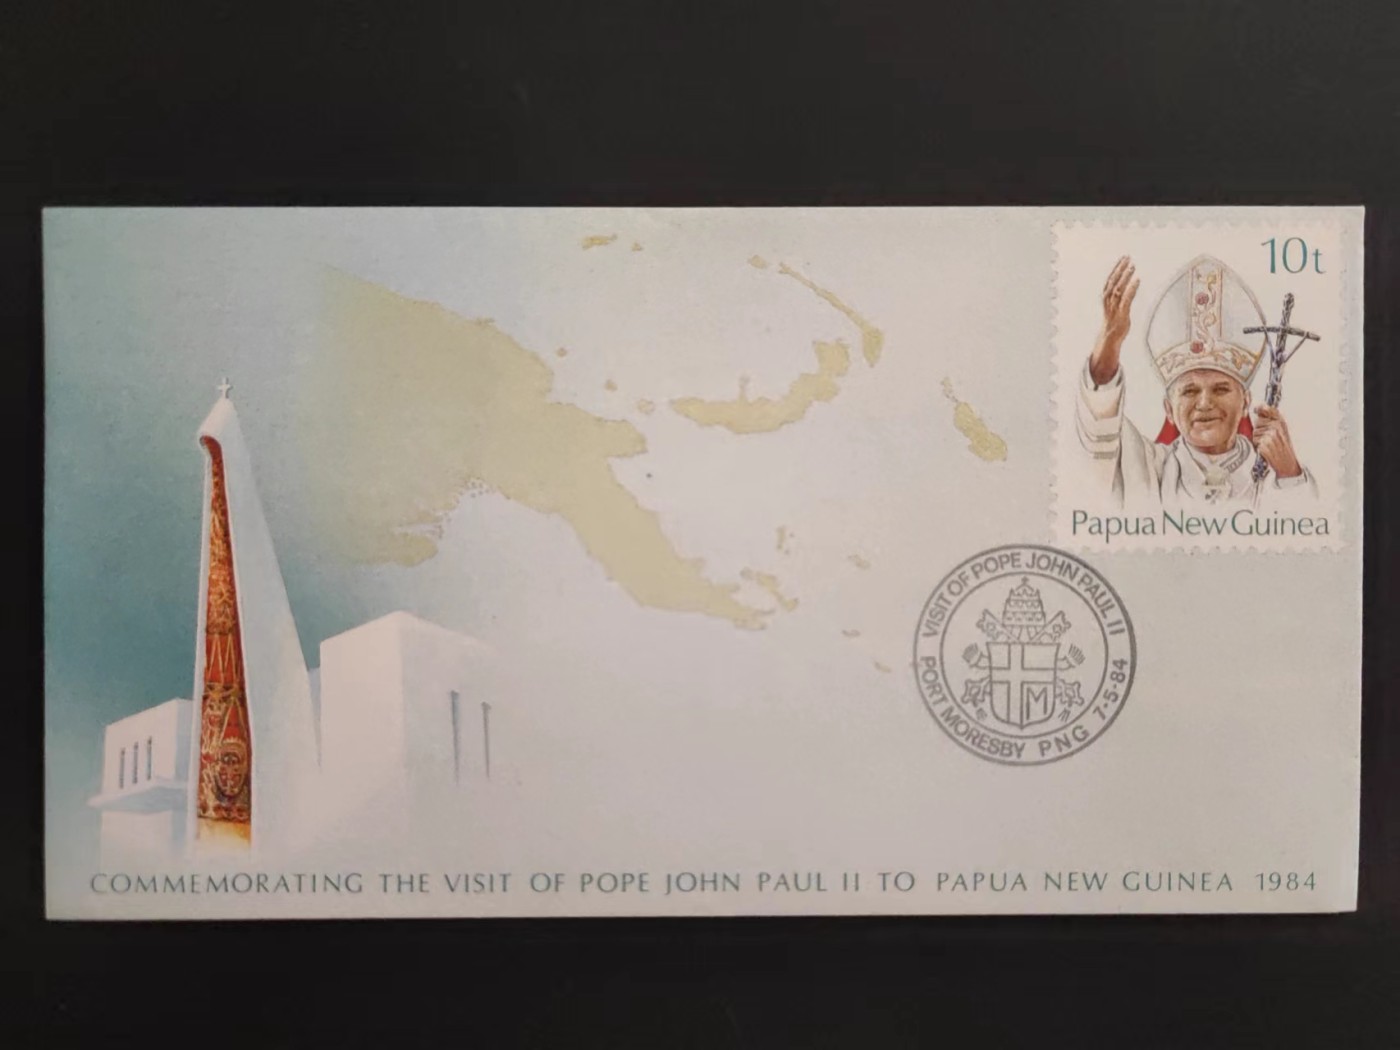 10t
Papua New Guinea
VISIT OF POPE JOHN PAUL II
PORT MORESBY PNG 7·5·84
M
COMMEMORATING THE VISIT OF POPE JOHN PAUL II TO PAPUA NEW GUINEA 1984